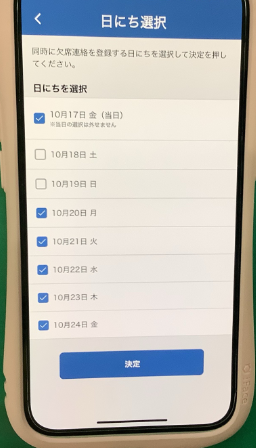 日にち選択
同時に欠席連絡を登録する日にちを選択して決定を押し
てください。
日にちを選択
10月17日 金（当日）
※当日の選択は外せません
10月18日 土
10月19日 日
10月20日 月
10月21日 火
10月22日 水
10月23日 木
10月24日 金
決定